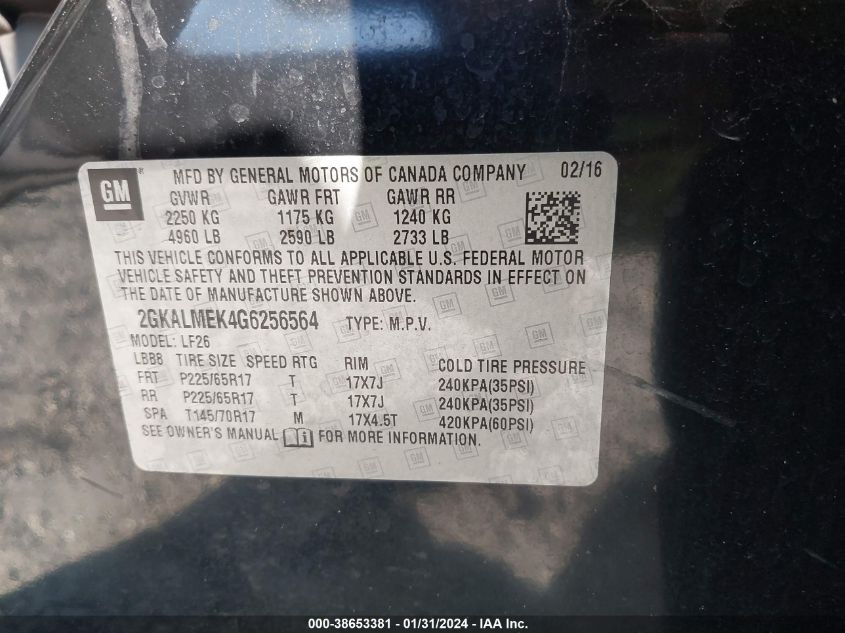 GM ® MFD BY GENERAL MOTORS OF CANADA COMPANY 02/16
GVWR GAWR FRT GAWR RR
2250 KG 1175 KG 1240 KG
4960 LB 2590 LB 2733 LB
THIS VEHICLE CONFORMS TO ALL APPLICABLE U.S. FEDERAL MOTOR
VEHICLE SAFETY AND THEFT PREVENTION STANDARDS IN EFFECT ON
THE DATE OF MANUFACTURE SHOWN ABOVE.
2GKALMEK4G6256564 TYPE: M.P.V.
MODEL: LF26
LBB8 TIRE SIZE SPEED RTG RIM COLD TIRE PRESSURE
FRT P225/65R17 T 17X7J 240KPA(35PSI)
RR P225/65R17 T 17X7J 240KPA(35PSI)
SPA T145/70R17 M 17X4.5T 420KPA(60PSI)
SEE OWNER'S MANUAL FOR MORE INFORMATION.
000-38653381 / 01/31/2024 - IAA Inc.